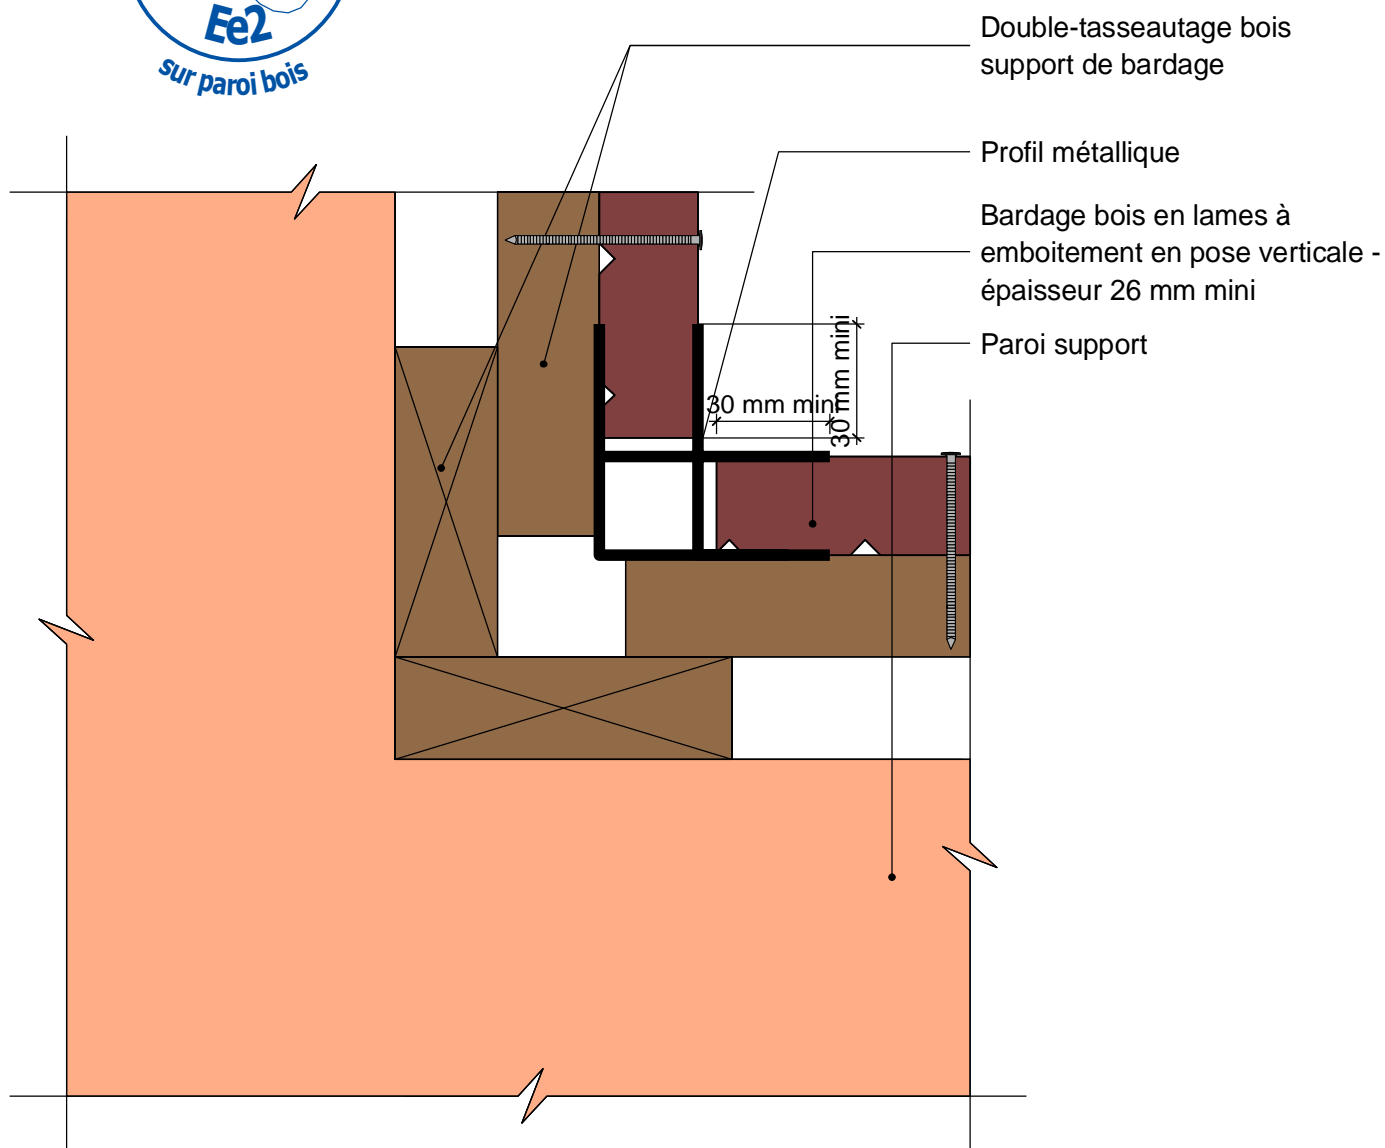 Ee2
sur paroi bois
Double-tasseautage bois
support de bardage
Profil métallique
Bardage bois en lames à
emboitement en pose verticale -
épaisseur 26 mm mini
Paroi support
30 mm mini
30 mm mini